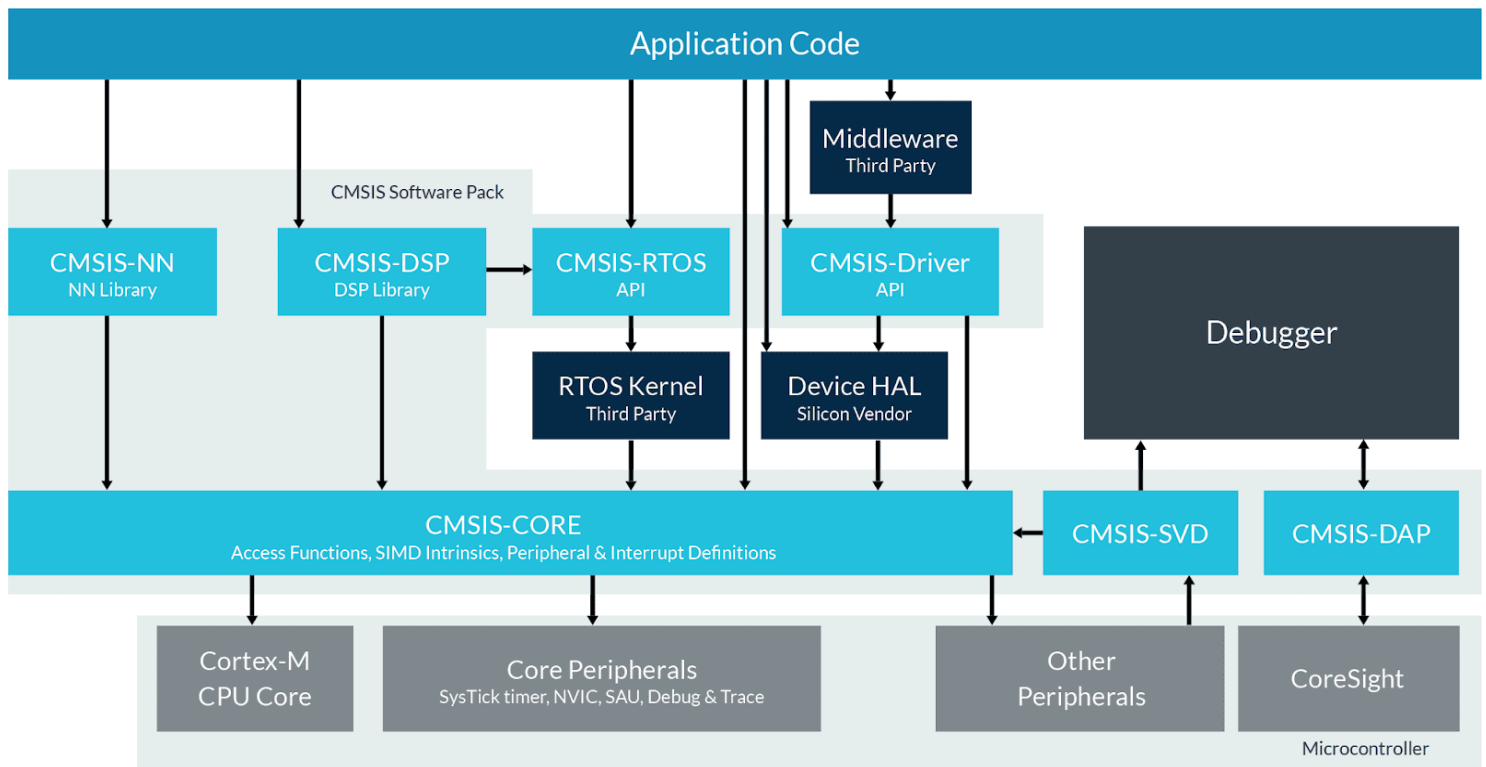 Application Code
Middleware
Third Party
CMSIS Software Pack
CMSIS-NN
NN Library
CMSIS-DSP
DSP Library
CMSIS-RTOS
API
CMSIS-Driver
API
Debugger
RTOS Kernel
Third Party
Device HAL
Silicon Vendor
CMSIS-CORE
Access Functions, SIMD Intrinsics, Peripheral & Interrupt Definitions
CMSIS-SVD
CMSIS-DAP
Cortex-M
CPU Core
Core Peripherals
SysTick timer, NVIC, SAU, Debug & Trace
Other
Peripherals
CoreSight
Microcontroller